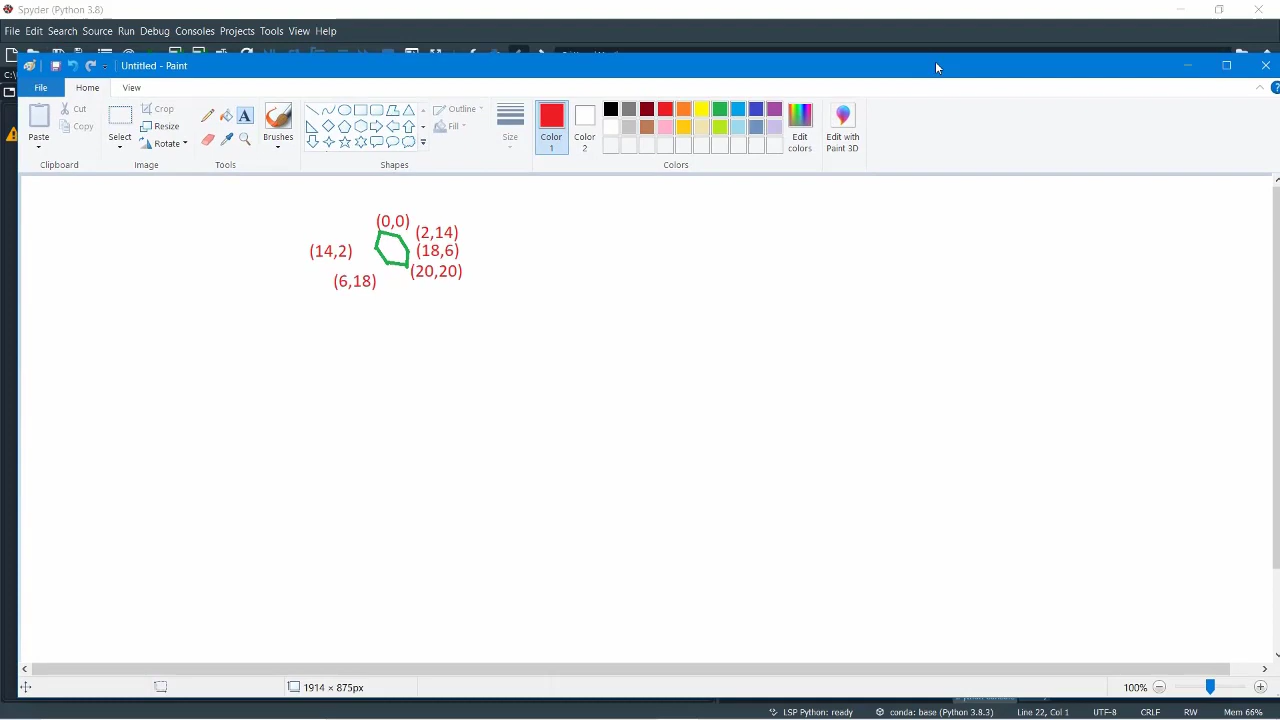 Spyder (Python 3.8)
File Edit Search Source Run Debug Consoles Projects Tools View Help
Untitled - Paint
C:\
File Home View
Paste
Cut
Copy
Clipboard
Select
Crop
Resize
Rotate
Image
A
Tools
Brushes
Outline
Fill
Shapes
Size
Color 1
Color 2
Edit colors
Colors
Edit with Paint 3D
(0,0)
(2,14)
(14,2) (18,6)
(20,20)
(6,18)
1914 × 875px
100%
LSP Python: ready conda: base (Python 3.8.3) Line 22, Col 1 UTF-8 CRLF RW Mem 66%